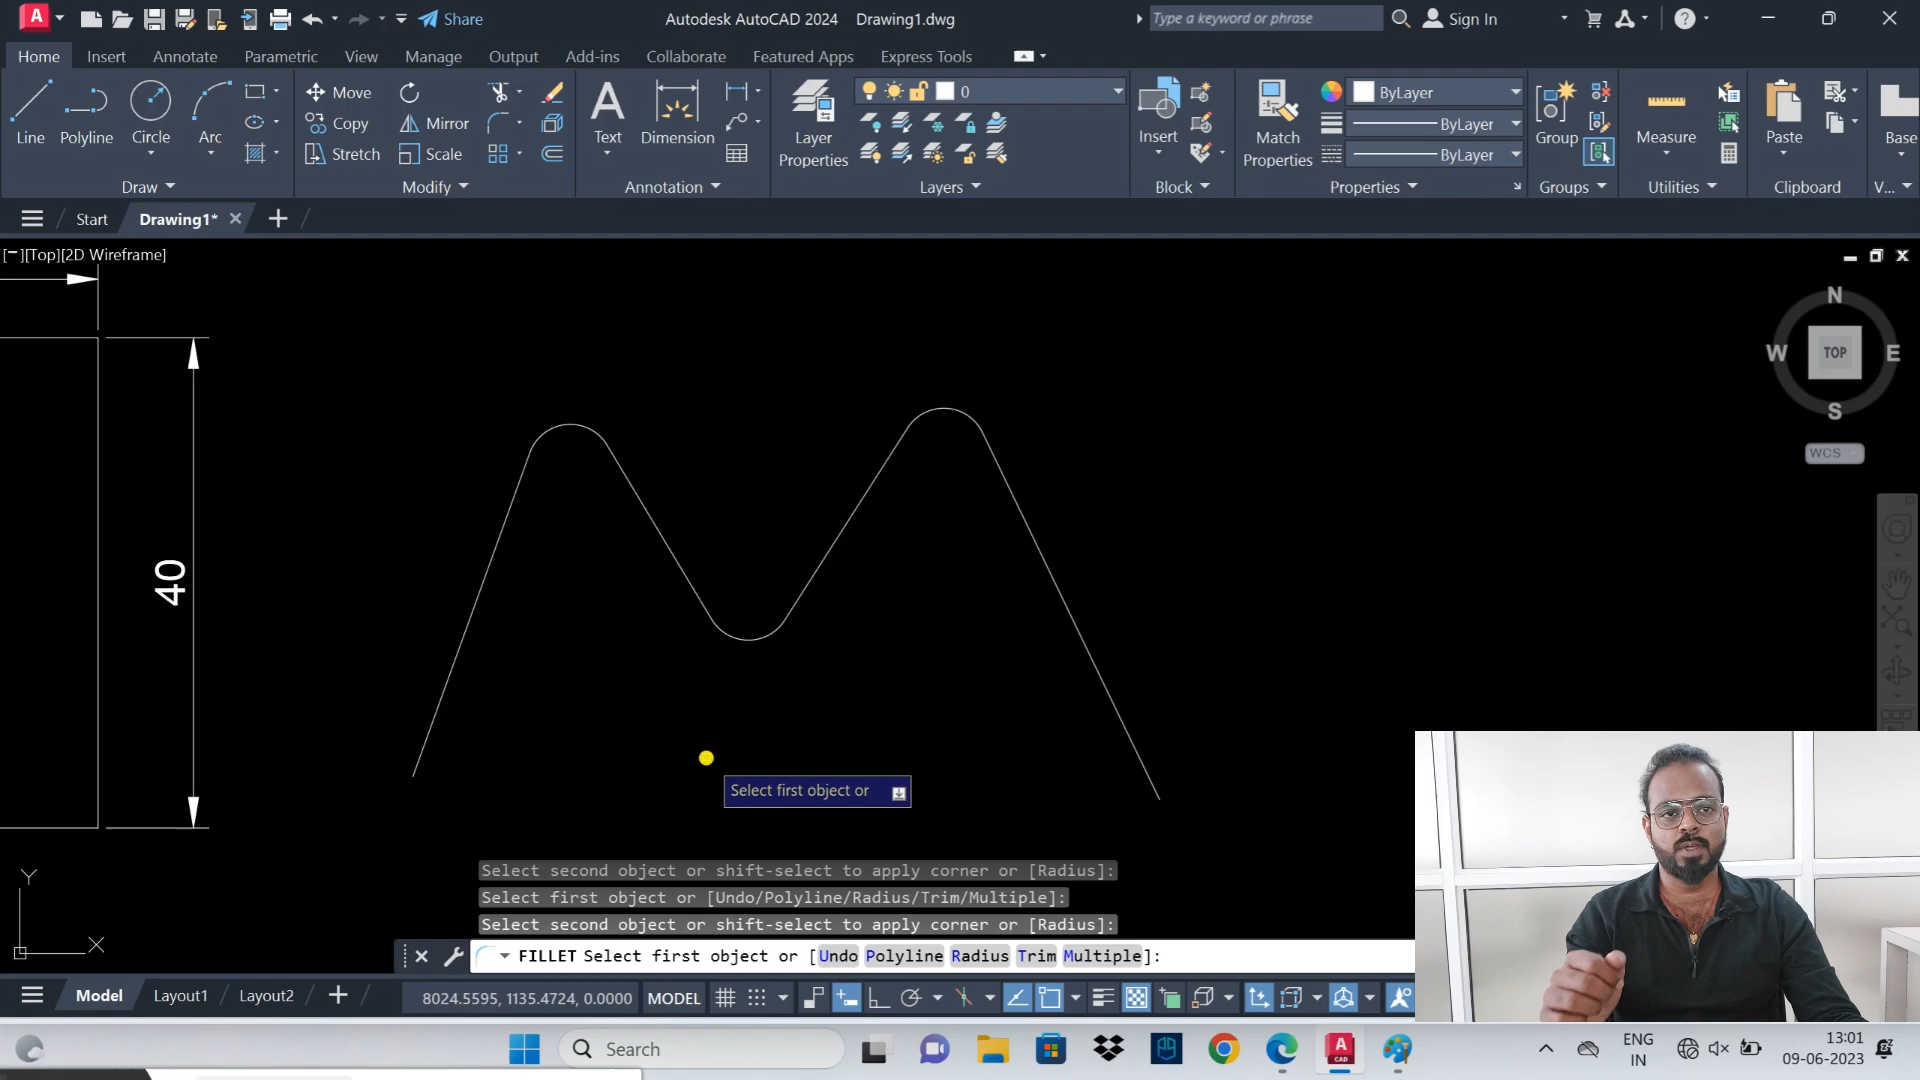 A Share Autodesk AutoCAD 2024 Drawing1.dwg Type a keyword or phrase Sign In
Home Insert Annotate Parametric View Manage Output Add-ins Collaborate Featured Apps Express Tools
Line Polyline Circle Arc
Move
Copy Mirror
Stretch Scale
Text Dimension
Layer Properties
0
Insert
Match Properties
ByLayer
ByLayer
ByLayer
Group Measure Paste Base
Draw Modify Annotation Layers Block Properties Groups Utilities Clipboard V...
Start Drawing1*
[−][Top][2D Wireframe]
N
W TOP E
S
WCS
40
Select first object or
Select second object or shift-select to apply corner or [Radius]:
Select first object or [Undo/Polyline/Radius/Trim/Multiple]:
Select second object or shift-select to apply corner or [Radius]:
Y
X
FILLET Select first object or [Undo Polyline Radius Trim Multiple]:
Model Layout1 Layout2 8024.5595, 1135.4724, 0.0000 MODEL
Search
A CAD
ENG
IN
13:01
09-06-2023